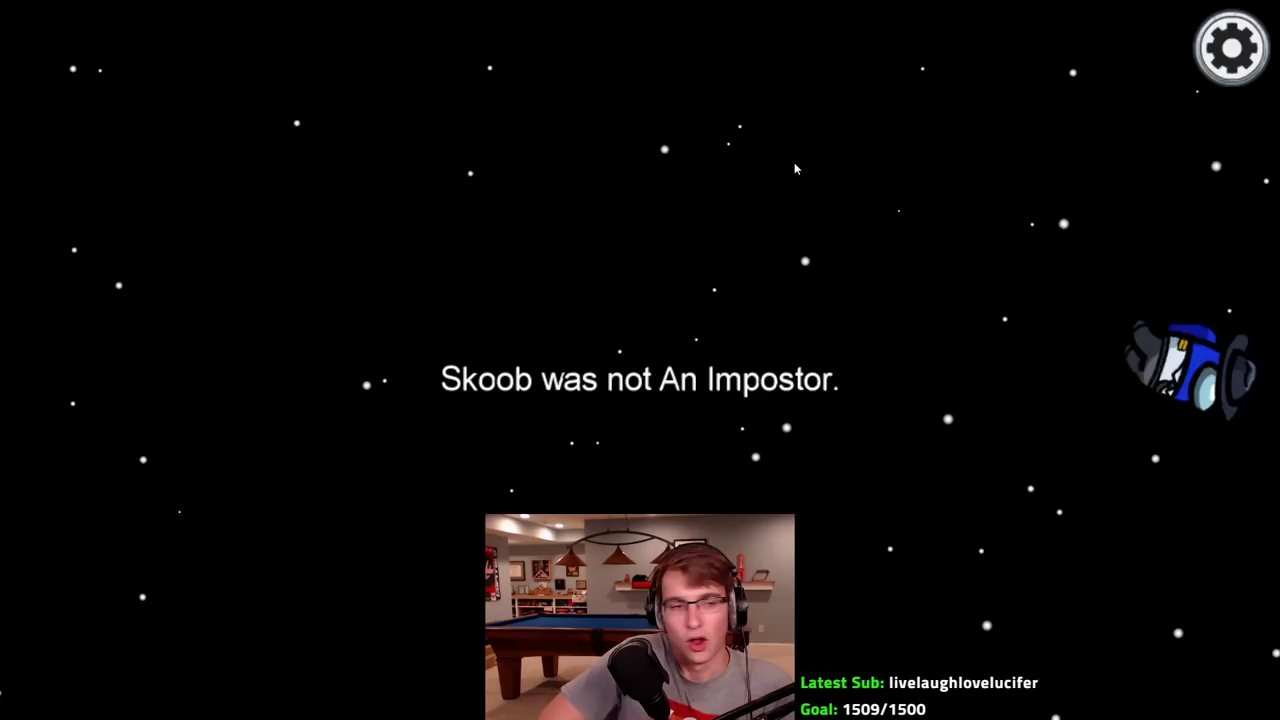 Skoob was not An Impostor.
Latest Sub: livelaughlovelucifer
Goal: 1509/1500